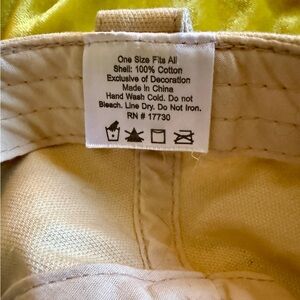 One Size Fits All
Shell: 100% Cotton
Exclusive of Decoration
Made in China
Hand Wash Cold. Do not
Bleach. Line Dry. Do Not Iron.
RN # 17730